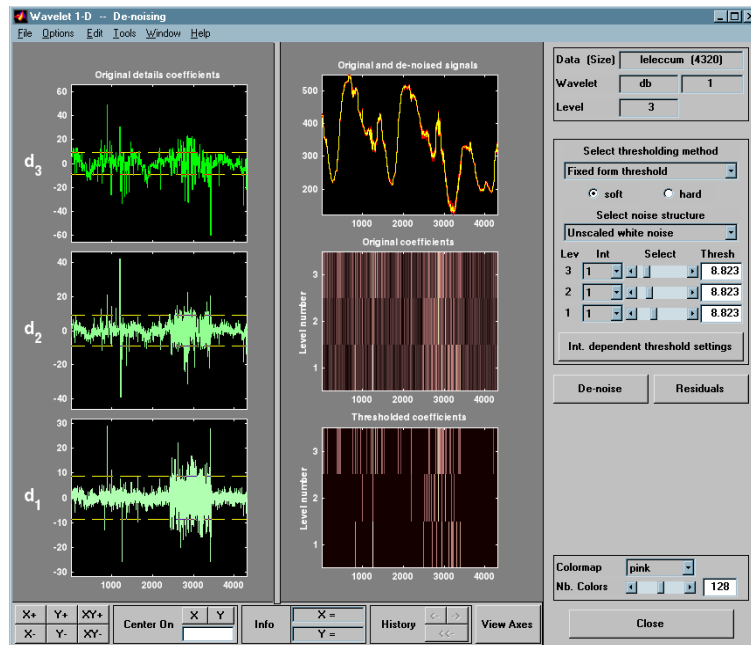 Wavelet 1-D -- De-noising
File Options Edit Tools Window Help
Original details coefficients
60
40
20
0
-20
-40
-60
d3
40
20
0
-20
-40
d2
30
20
10
0
-10
-20
-30
d1
1000 2000 3000 4000
Original and de-noised signals
500
400
300
200
1000 2000 3000 4000
Original coefficients
Level number
3
2
1
1000 2000 3000 4000
Thresholded coefficients
Level number
3
2
1
1000 2000 3000 4000
Data (Size) leleccum (4320)
Wavelet db 1
Level 3
Select thresholding method
Fixed form threshold
soft hard
Select noise structure
Unscaled white noise
Lev Int Select Thresh
3 1 8.823
2 1 8.823
1 1 8.823
Int. dependent threshold settings
De-noise Residuals
Colormap pink
Nb. Colors 128
Close
X+ Y+ XY+
X- Y- XY-
Center On X Y
Info X =
Y =
History <- ->
<<-
View Axes